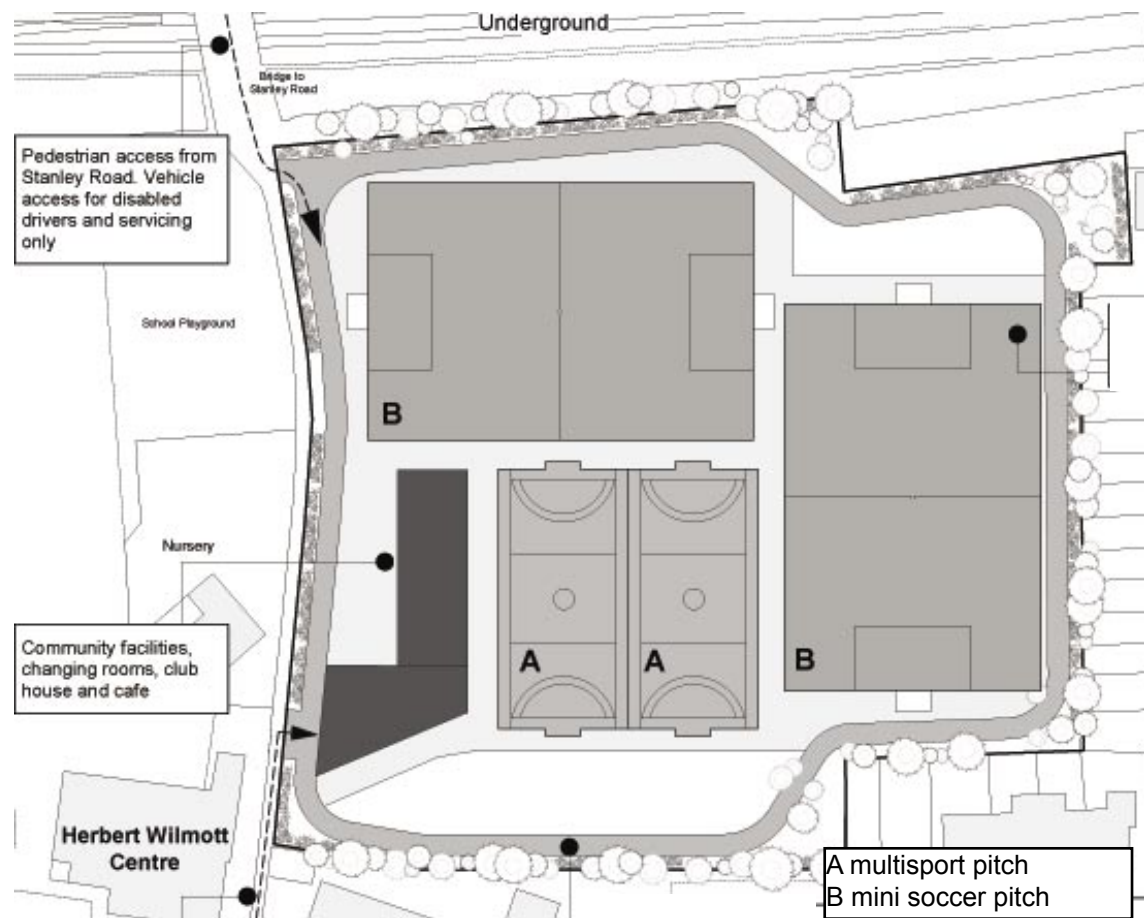 Underground
Bridge to
Stanley Road
Pedestrian access from
Stanley Road. Vehicle
access for disabled
drivers and servicing
only
School Playground
B
Nursery
Community facilities,
changing rooms, club
house and cafe
A
A
B
Herbert Wilmott
Centre
A multisport pitch
B mini soccer pitch